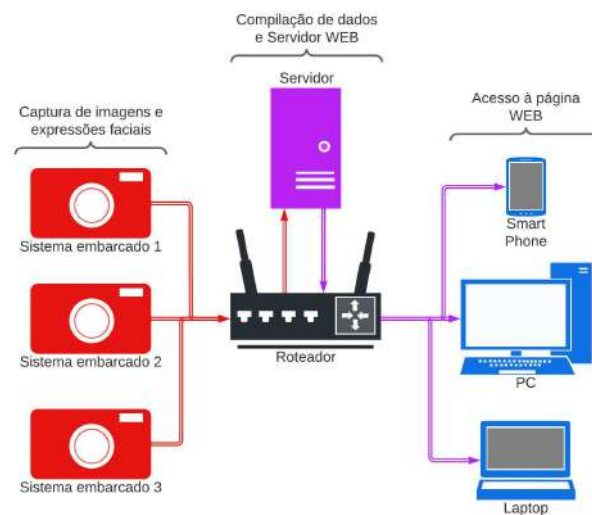 Compilação de dados
e Servidor WEB
Servidor
Captura de imagens e
expressões faciais
Acesso à página
WEB
Sistema embarcado 1
Smart
Phone
Sistema embarcado 2
Roteador
PC
Sistema embarcado 3
Laptop